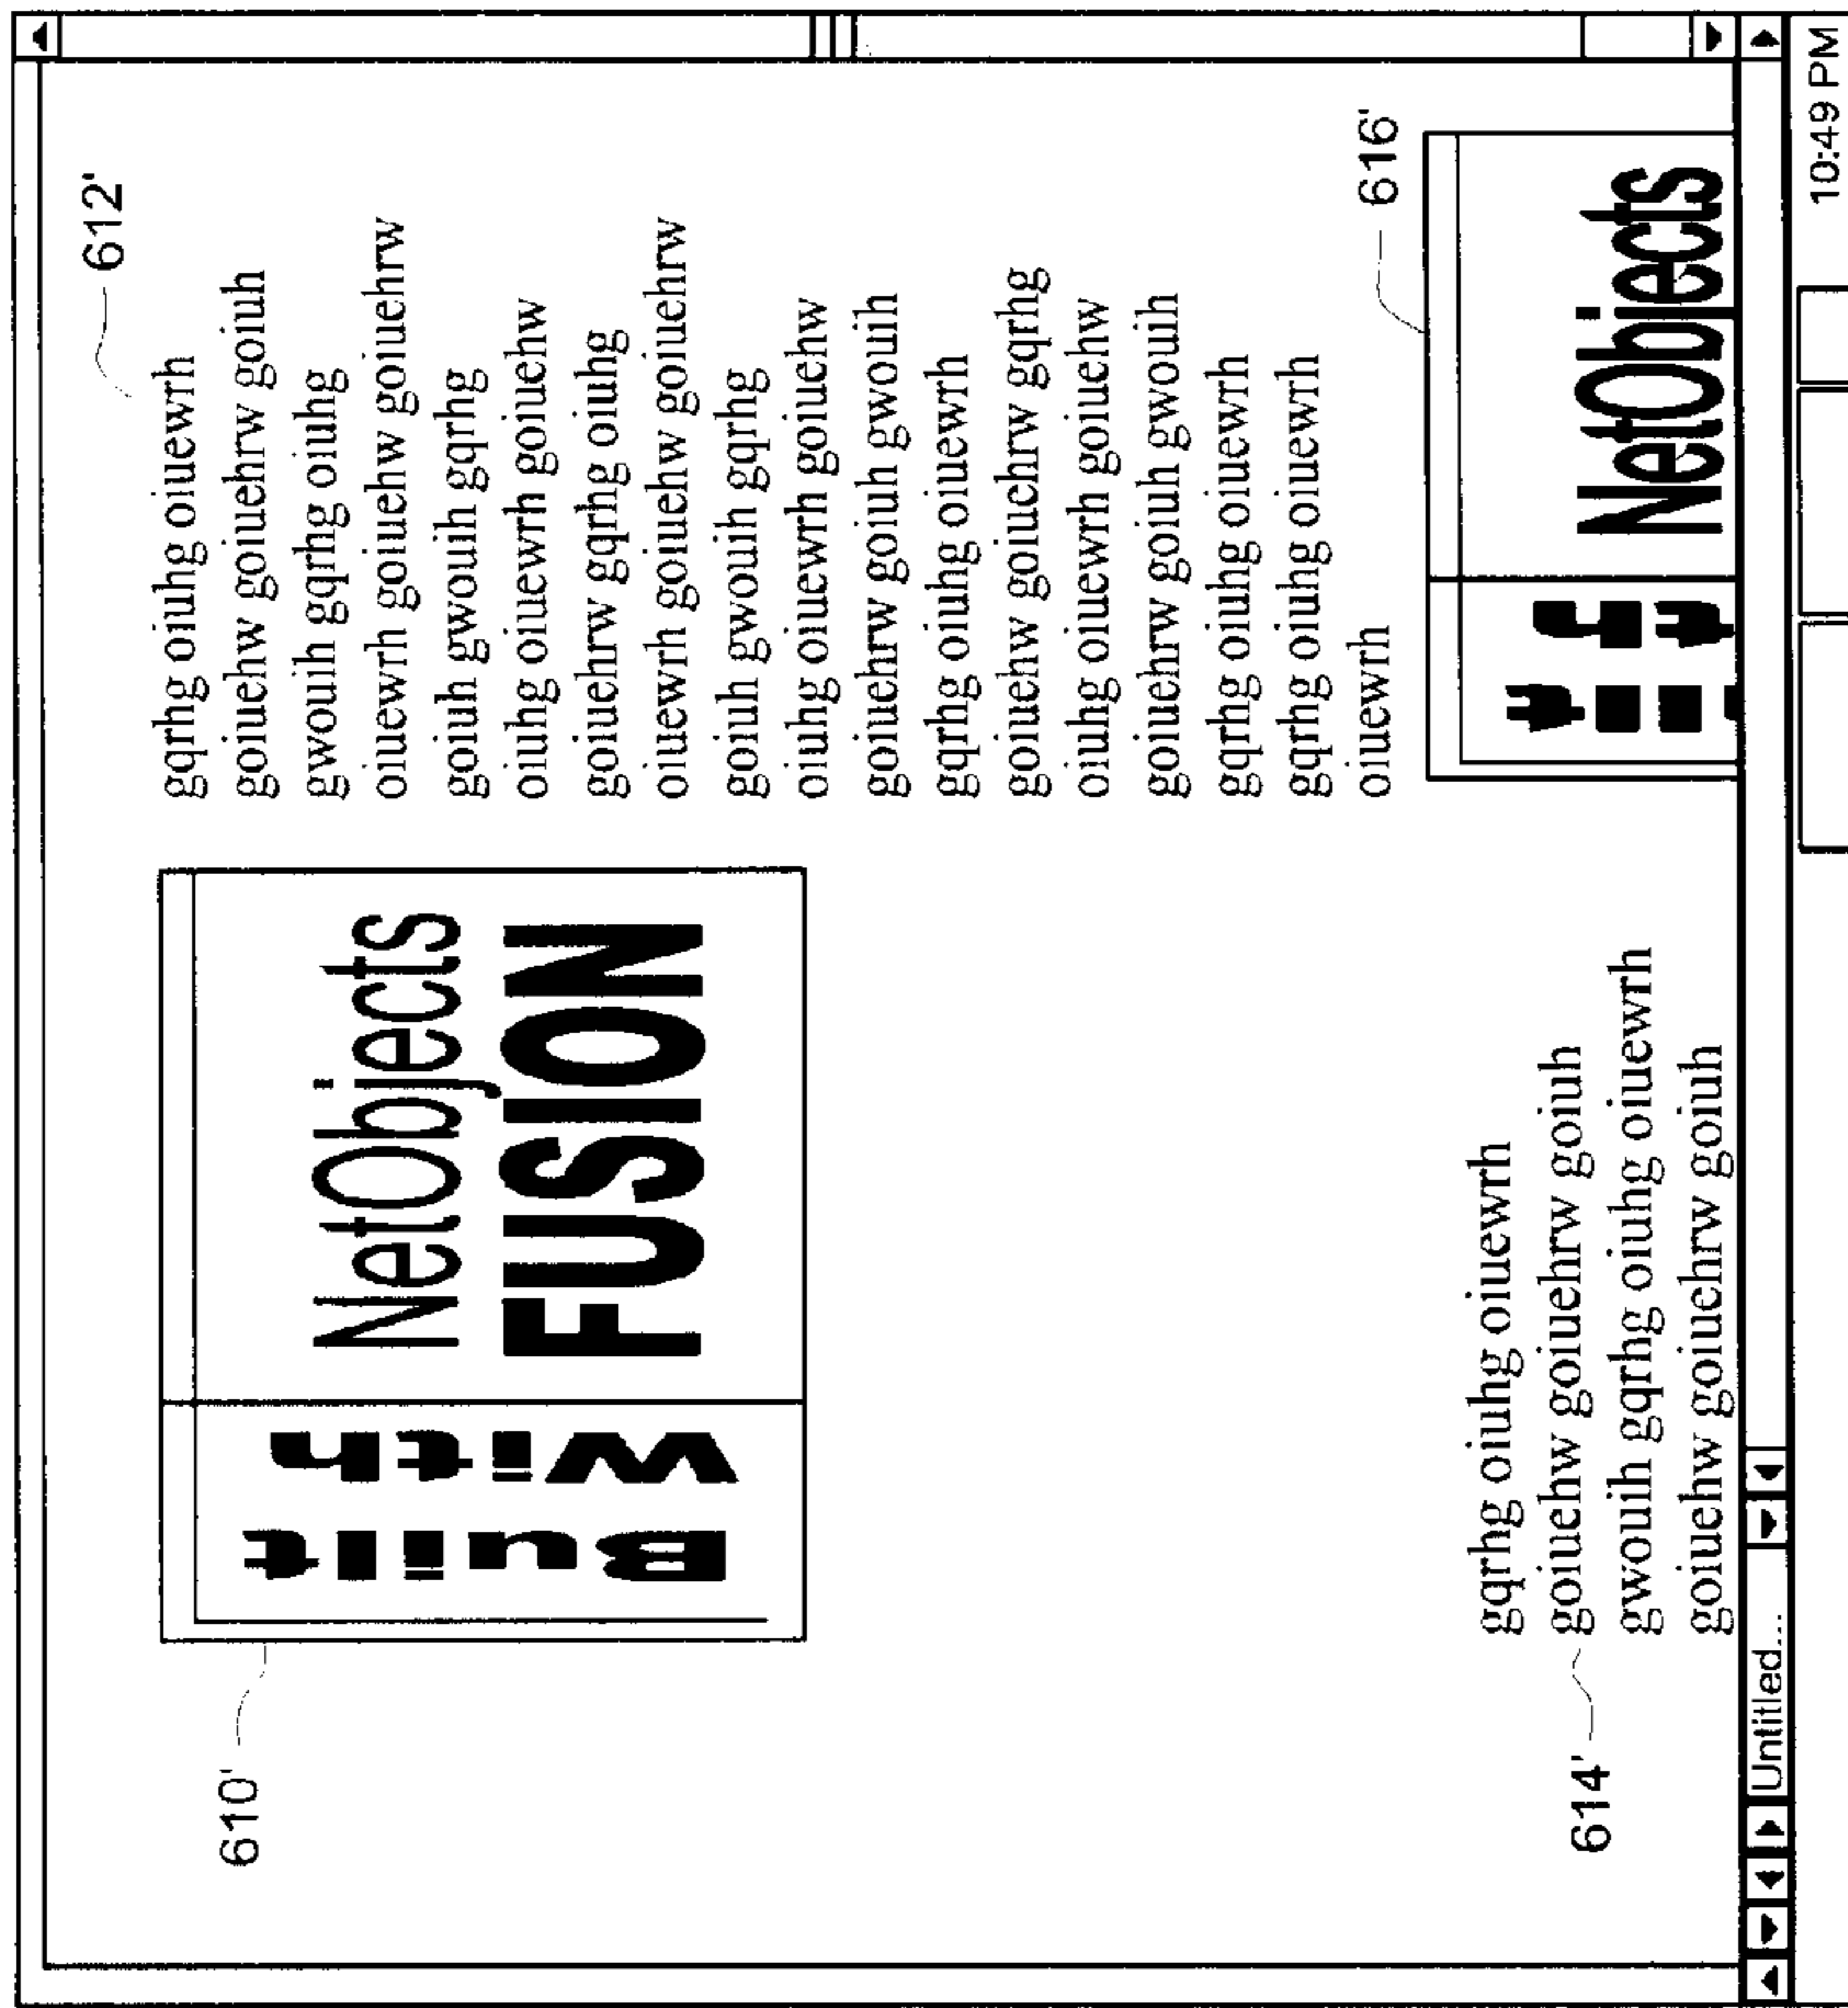 610'
Built
With
NetObjects
FUSION
612'
gqrhg oiuhg oiuewrh
goiuehw goiuehrw goiuh
gwouih gqrhg oiuhg
oiuewrh goiuehw goiuehrw
goiuh gwouih gqrhg
oiuhg oiuewrh goiuehw
goiuehrw gqrhg oiuhg
oiuewrh goiuehw goiuehrw
goiuh gwouih gqrhg
oiuhg oiuewrh goiuehw
goiuehrw goiuh gwouih
gqrhg oiuhg oiuewrh
goiuehw goiuehrw gqrhg
oiuhg oiuewrh goiuehw
goiuehrw goiuh gwouih
gqrhg oiuhg oiuewrh
gqrhg oiuhg oiuewrh
oiuewrh
614'
gqrhg oiuhg oiuewrh
goiuehw goiuehrw goiuh
gwouih gqrhg oiuhg oiuewrh
goiuehw goiuehrw goiuh
616'
NetObjects
Untitled...
10:49 PM